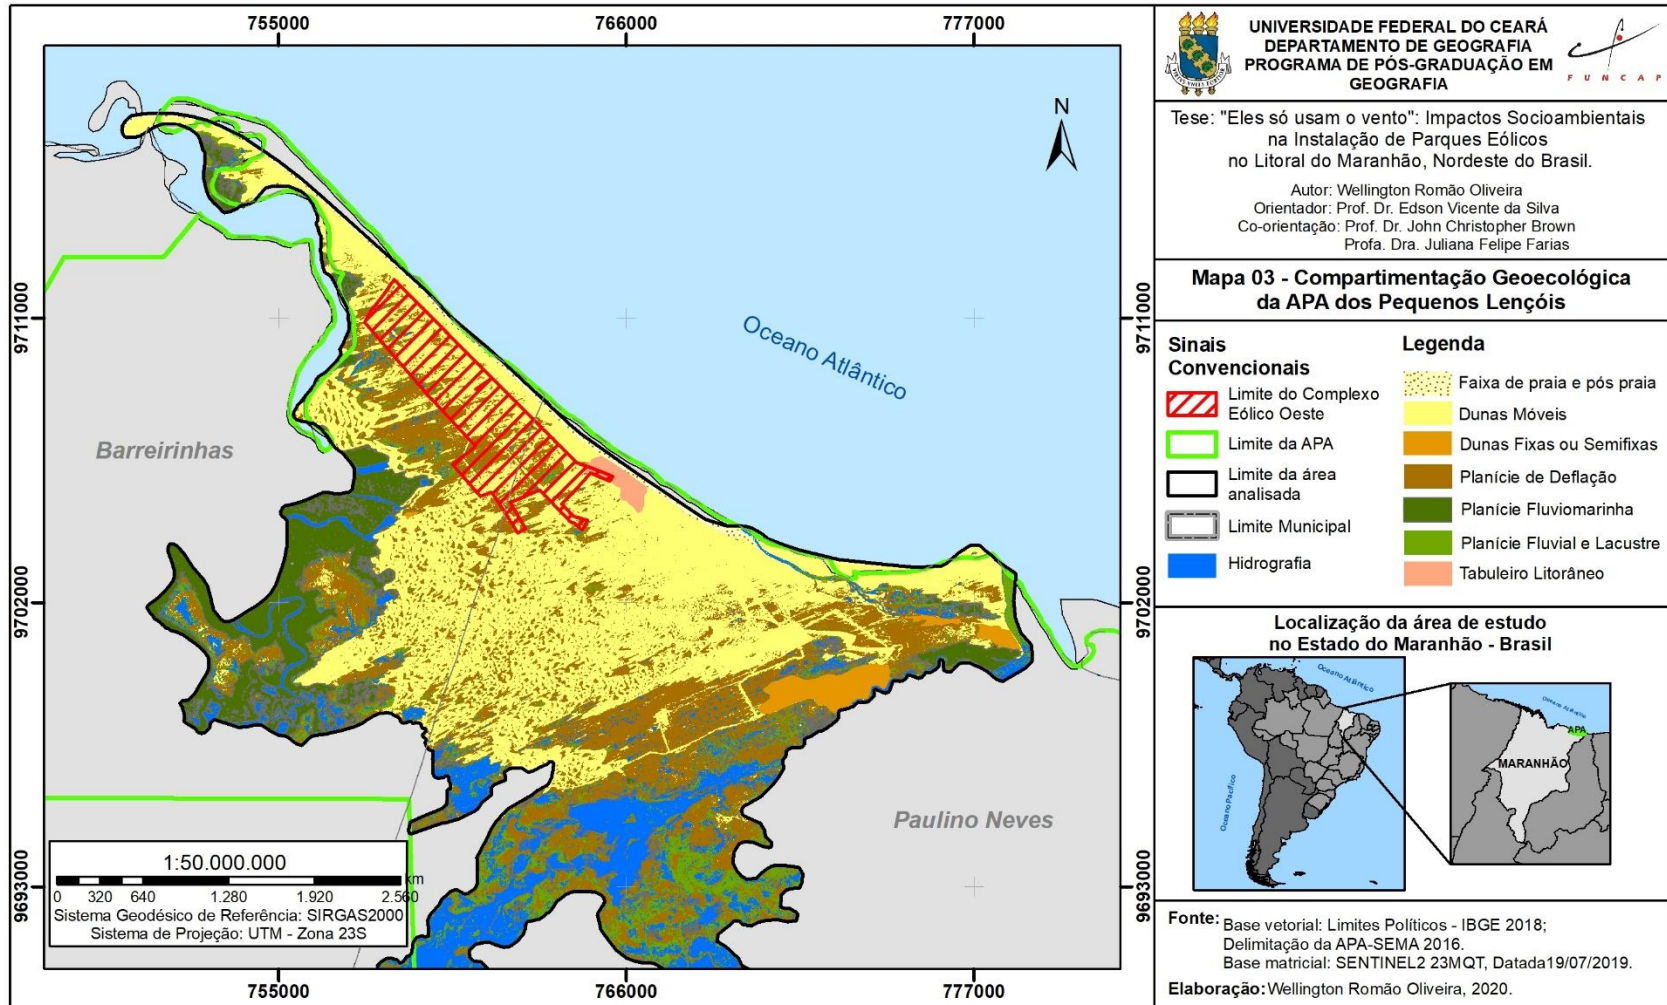 755000
766000
777000
9711000
9702000
9693000
N
Oceano Atlântico
Barreirinhas
Paulino Neves
1:50.000.000
km
0 320 640 1.280 1.920 2.560
Sistema Geodésico de Referência: SIRGAS2000
Sistema de Projeção: UTM - Zona 23S
9711000
9702000
9693000
755000
766000
777000
UNIVERSIDADE FEDERAL DO CEARÁ
DEPARTAMENTO DE GEOGRAFIA
PROGRAMA DE PÓS-GRADUAÇÃO EM
GEOGRAFIA
FUNCAP
Tese: "Eles só usam o vento": Impactos Socioambientais
na Instalação de Parques Eólicos
no Litoral do Maranhão, Nordeste do Brasil.
Autor: Wellington Romão Oliveira
Orientador: Prof. Dr. Edson Vicente da Silva
Co-orientação: Prof. Dr. John Christopher Brown
Profa. Dra. Juliana Felipe Farias
Mapa 03 - Compartimentação Geoecológica
da APA dos Pequenos Lençóis
Sinais
Convencionais
Limite do Complexo
Eólico Oeste
Limite da APA
Limite da área
analisada
Limite Municipal
Hidrografia
Legenda
Faixa de praia e pós praia
Dunas Móveis
Dunas Fixas ou Semifixas
Planície de Deflação
Planície Fluviomarinha
Planície Fluvial e Lacustre
Tabuleiro Litorâneo
Localização da área de estudo
no Estado do Maranhão - Brasil
Oceano Atlântico
Oceano Pacífico
Oceano Atlântico
APA
MARANHÃO
Fonte: Base vetorial: Limites Políticos - IBGE 2018;
Delimitação da APA-SEMA 2016.
Base matricial: SENTINEL2 23MQT, Datada19/07/2019.
Elaboração: Wellington Romão Oliveira, 2020.